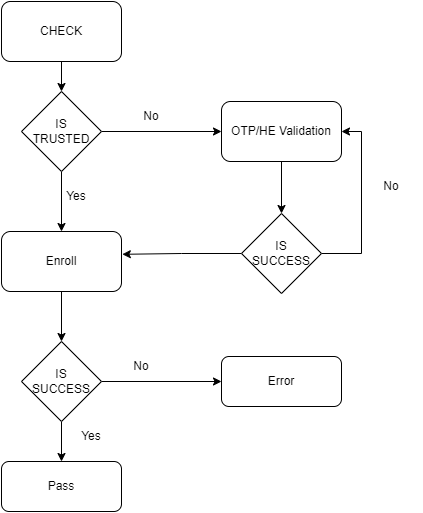 CHECK
IS
TRUSTED
No
OTP/HE Validation
Yes
No
Enroll
IS
SUCCESS
IS
SUCCESS
No
Error
Yes
Pass